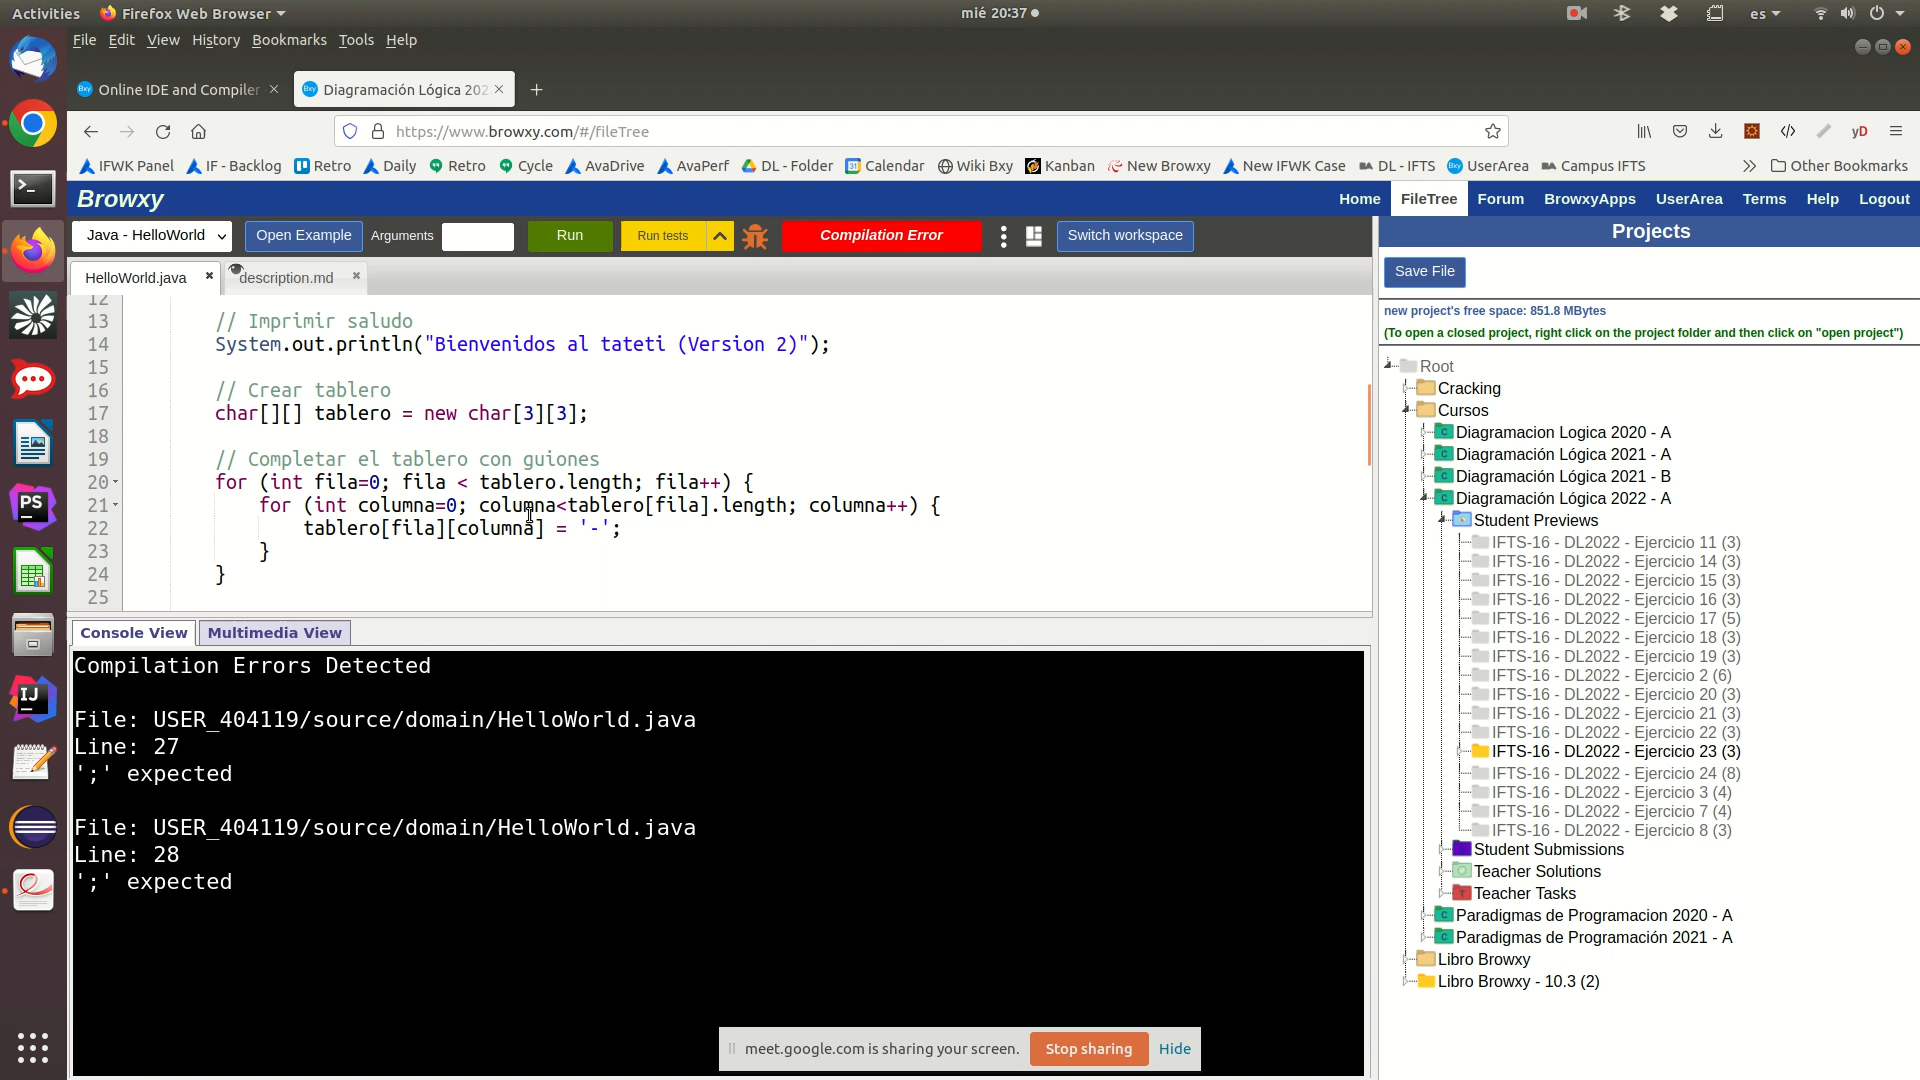 Activities Firefox Web Browser mié 20:37 es
File Edit View History Bookmarks Tools Help
Online IDE and Compiler Diagramación Lógica 202
https://www.browxy.com/#/fileTree
IFWK Panel IF - Backlog Retro Daily Retro Cycle AvaDrive AvaPerf DL - Folder Calendar Wiki Bxy Kanban New Browxy New IFWK Case DL - IFTS UserArea Campus IFTS Other Bookmarks
Browxy Home FileTree Forum BrowxyApps UserArea Terms Help Logout
Java - HelloWorld Open Example Arguments Run Run tests Compilation Error Switch workspace
HelloWorld.java description.md
12
13 // Imprimir saludo
14 System.out.println("Bienvenidos al tateti (Version 2)");
15
16 // Crear tablero
17 char[][] tablero = new char[3][3];
18
19 // Completar el tablero con guiones
20 for (int fila=0; fila < tablero.length; fila++) {
21 for (int columna=0; columna<tablero[fila].length; columna++) {
22 tablero[fila][columna] = '-';
23 }
24 }
25
Console View Multimedia View
Compilation Errors Detected
File: USER_404119/source/domain/HelloWorld.java
Line: 27
';' expected
File: USER_404119/source/domain/HelloWorld.java
Line: 28
';' expected
meet.google.com is sharing your screen. Stop sharing Hide
Projects
Save File
new project's free space: 851.8 MBytes
(To open a closed project, right click on the project folder and then click on "open project")
Root
Cracking
Cursos
Diagramacion Logica 2020 - A
Diagramación Lógica 2021 - A
Diagramación Lógica 2021 - B
Diagramación Lógica 2022 - A
Student Previews
IFTS-16 - DL2022 - Ejercicio 11 (3)
IFTS-16 - DL2022 - Ejercicio 14 (3)
IFTS-16 - DL2022 - Ejercicio 15 (3)
IFTS-16 - DL2022 - Ejercicio 16 (3)
IFTS-16 - DL2022 - Ejercicio 17 (5)
IFTS-16 - DL2022 - Ejercicio 18 (3)
IFTS-16 - DL2022 - Ejercicio 19 (3)
IFTS-16 - DL2022 - Ejercicio 2 (6)
IFTS-16 - DL2022 - Ejercicio 20 (3)
IFTS-16 - DL2022 - Ejercicio 21 (3)
IFTS-16 - DL2022 - Ejercicio 22 (3)
IFTS-16 - DL2022 - Ejercicio 23 (3)
IFTS-16 - DL2022 - Ejercicio 24 (8)
IFTS-16 - DL2022 - Ejercicio 3 (4)
IFTS-16 - DL2022 - Ejercicio 7 (4)
IFTS-16 - DL2022 - Ejercicio 8 (3)
Student Submissions
Teacher Solutions
Teacher Tasks
Paradigmas de Programacion 2020 - A
Paradigmas de Programación 2021 - A
Libro Browxy
Libro Browxy - 10.3 (2)